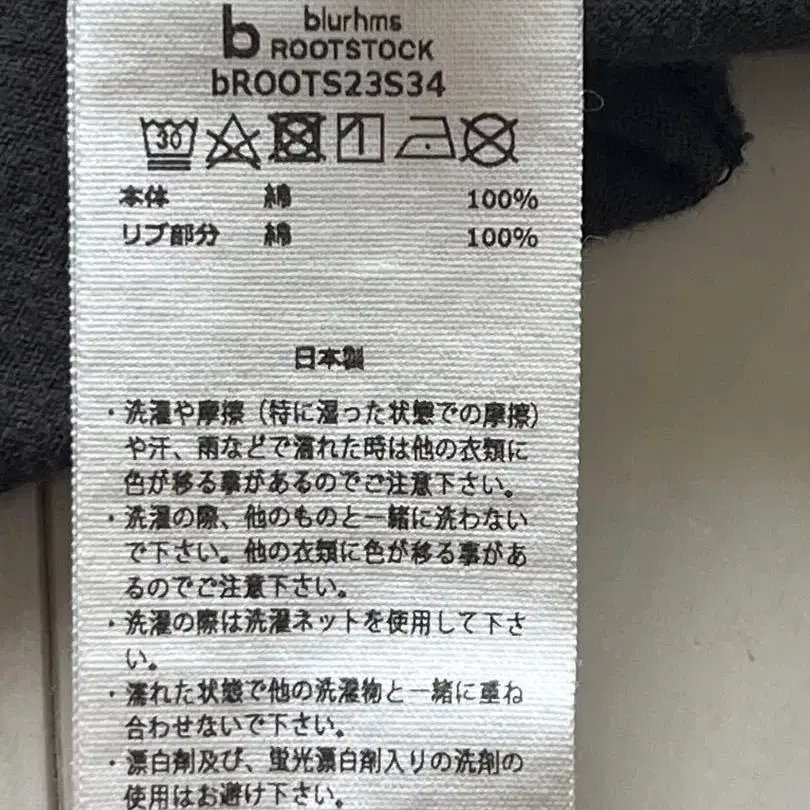 b blurhms
ROOTSTOCK
bROOTS23S34
30
本体 綿 100%
リブ部分 綿 100%
日本製
・洗濯や摩擦（特に湿った状態での摩擦）
や汗、雨などで濡れた時は他の衣類に
色が移る事があるのでご注意下さい。
・洗濯の際、他のものと一緒に洗わない
で下さい。他の衣類に色が移る事があ
るのでご注意下さい。
・洗濯の際は洗濯ネットを使用して下さ
い。
・濡れた状態で他の洗濯物と一緒に重ね
合わせないで下さい。
・漂白剤及び、蛍光漂白剤入りの洗剤の
使用はお避け下さい。